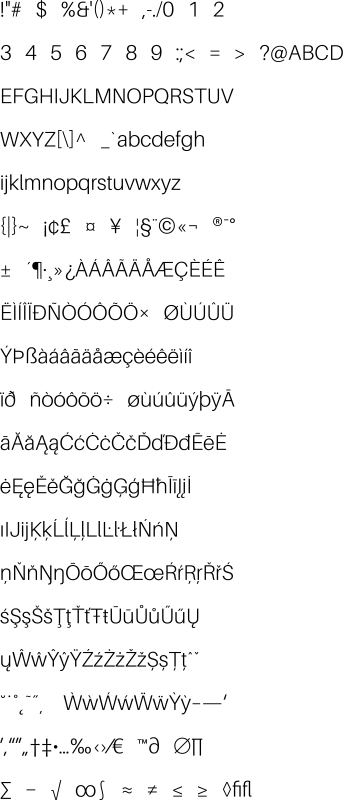 !"# $ %&'()*+ ,-./0 1 2
3 4 5 6 7 8 9 :;< = > ?@ABCD
EFGHIJKLMNOPQRSTUV
WXYZ[\]^ _`abcdefgh
ijklmnopqrstuvwxyz
{|}~ ¡¢£ ¤ ¥ ¦§¨©«¬ ®¯°
± ´¶·¸»¿ÀÁÂÃÄÅÆÇÈÉÊ
ËÌÍÎÏÐÑÒÓÔÕÖ× ØÙÚÛÜ
ÝÞßàáâãäåæçèéêëìíî
ïð ñòóôõö÷ øùúûüýþÿĀ
āĂăĄąĆćĊċČčĎďĐđĒēĖ
ėĘęĚěĞğĠġĢģĦħĪīĮįİ
ıIJijĶķĹĺĻļĽľĿŀŁłŃńŅ
ņŇňŊŋŌōŐőŒœŔŕŖŗŘřŚ
śŞşŠšŢţŤťŦŧŪūŮůŰűŲ
ųŴŵŶŷŸŹźŻżŽžȘșȚțˆˇ
˘˙˚˛˜˝¸ ẀẁẂẃẄẅỲỳ–—‘
’‚“”„†‡•…‰‹›⁄€ ™∂ ∅∏
∑ − √ ∞∫ ≈ ≠ ≤ ≥ ◊fifl